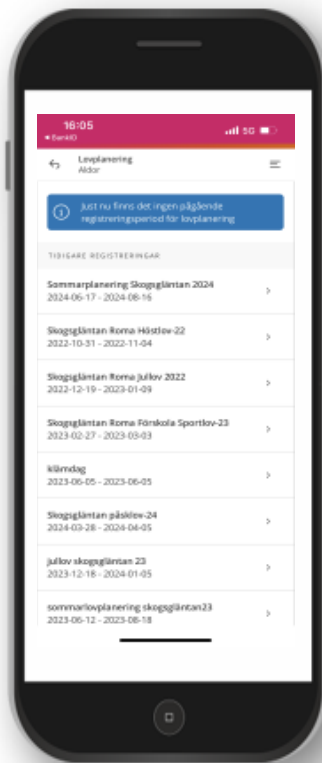 16:05
5G
◀ BankID
Lovplanering
Aldor
Just nu finns det ingen pågående
registreringsperiod för lovplanering
TIDIGARE REGISTRERINGAR
Sommarplanering Skogsgläntan 2024
2024-06-17 - 2024-08-16
Skogsgläntan Roma Höstlov-22
2022-10-31 - 2022-11-04
Skogsgläntan Roma Jullov 2022
2022-12-19 - 2023-01-09
Skogsgläntan Roma Förskola Sportlov-23
2023-02-27 - 2023-03-03
klämdag
2023-06-05 - 2023-06-05
Skogsgläntan påsklov-24
2024-03-28 - 2024-04-05
jullov skogsgläntan 23
2023-12-18 - 2024-01-05
sommarlovplanering skogsgläntan23
2023-06-12 - 2023-08-18